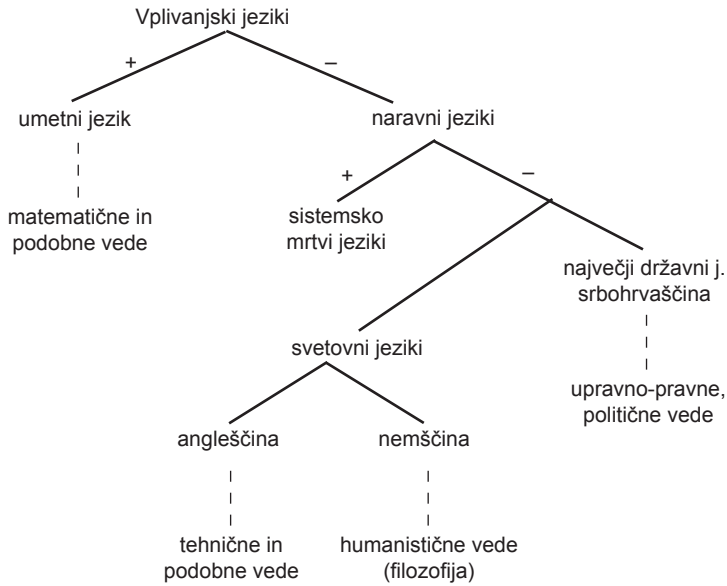 Vplivanjski jeziki
+
–
umetni jezik
naravni jeziki
+
–
matematične in
podobne vede
sistemsko
mrtvi jeziki
največji državni j.
srbohrvaščina
svetovni jeziki
upravno-pravne,
politične vede
angleščina
nemščina
tehnične in
podobne vede
humanistične vede
(filozofija)